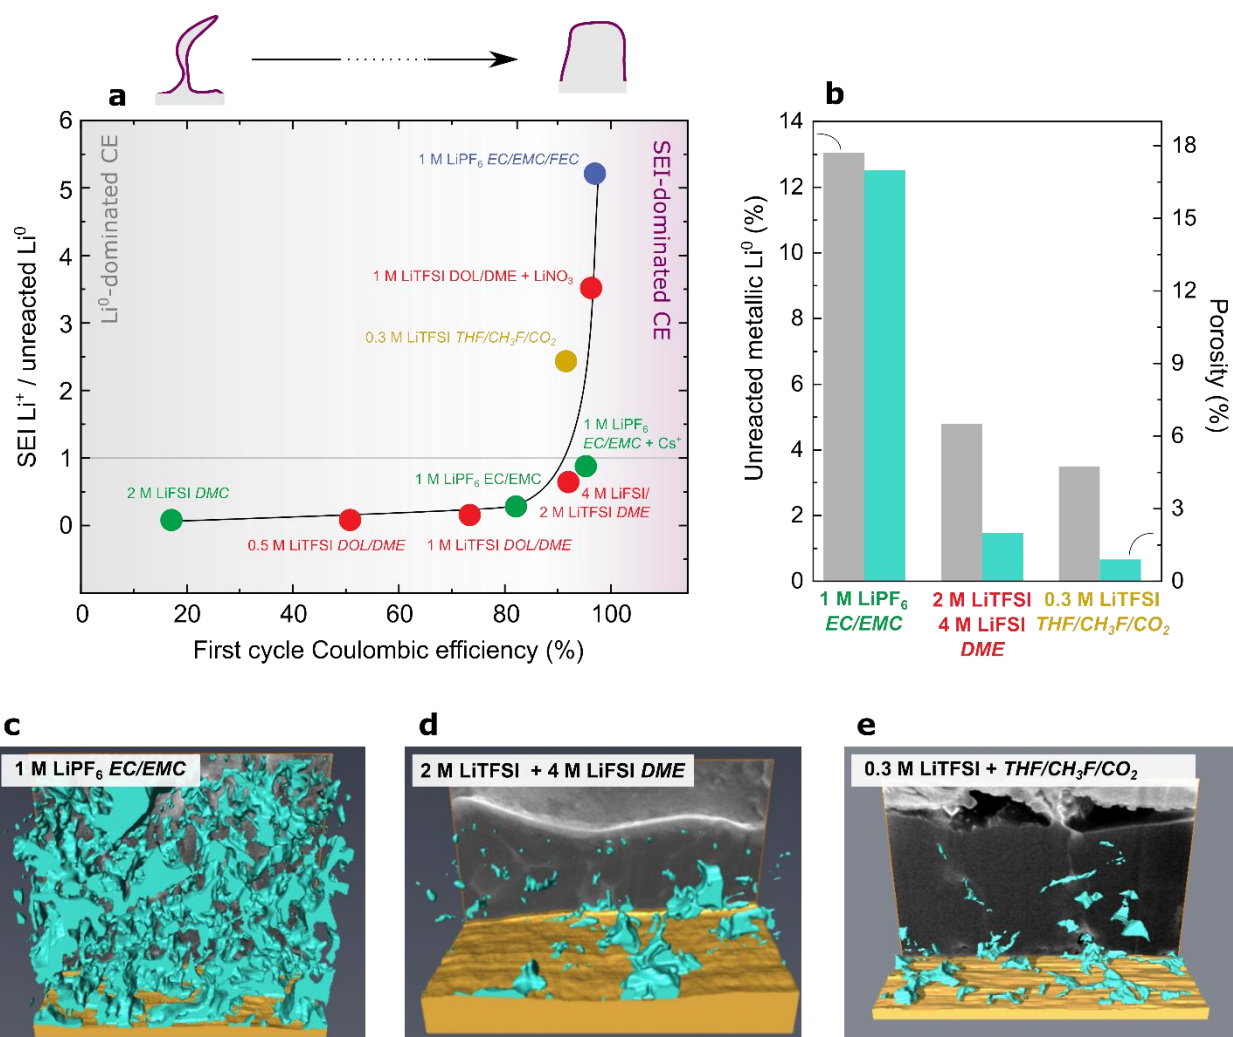 a
6
5
4
3
2
1
0
SEI Li⁺ / unreacted Li⁰
Li⁰-dominated CE
SEI-dominated CE
1 M LiPF₆ EC/EMC/FEC
1 M LiTFSI DOL/DME + LiNO₃
0.3 M LiTFSI THF/CH₃F/CO₂
1 M LiPF₆
EC/EMC + Cs⁺
1 M LiPF₆ EC/EMC
2 M LiFSI DMC
4 M LiFSI/
2 M LiTFSI DME
0.5 M LiTFSI DOL/DME
1 M LiTFSI DOL/DME
0 20 40 60 80 100
First cycle Coulombic efficiency (%)
b
14
12
10
8
6
4
2
0
Unreacted metallic Li⁰ (%)
18
15
12
9
6
3
0
Porosity (%)
1 M LiPF₆
EC/EMC
2 M LiTFSI
4 M LiFSI
DME
0.3 M LiTFSI
THF/CH₃F/CO₂
c
1 M LiPF₆ EC/EMC
d
2 M LiTFSI + 4 M LiFSI DME
e
0.3 M LiTFSI + THF/CH₃F/CO₂